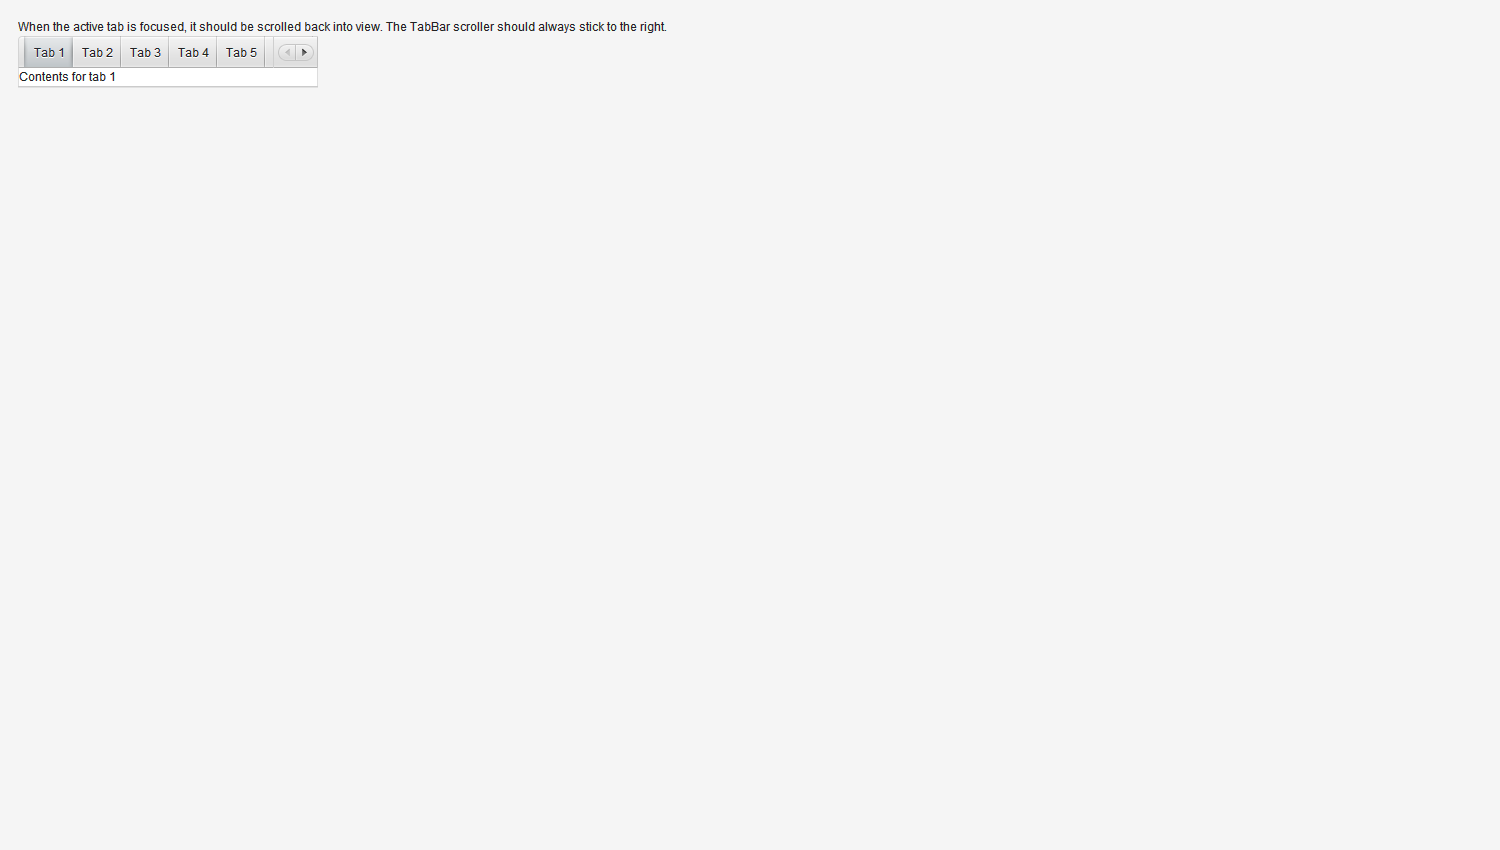 When the active tab is focused, it should be scrolled back into view. The TabBar scroller should always stick to the right.
Tab 1 Tab 2 Tab 3 Tab 4 Tab 5
Contents for tab 1